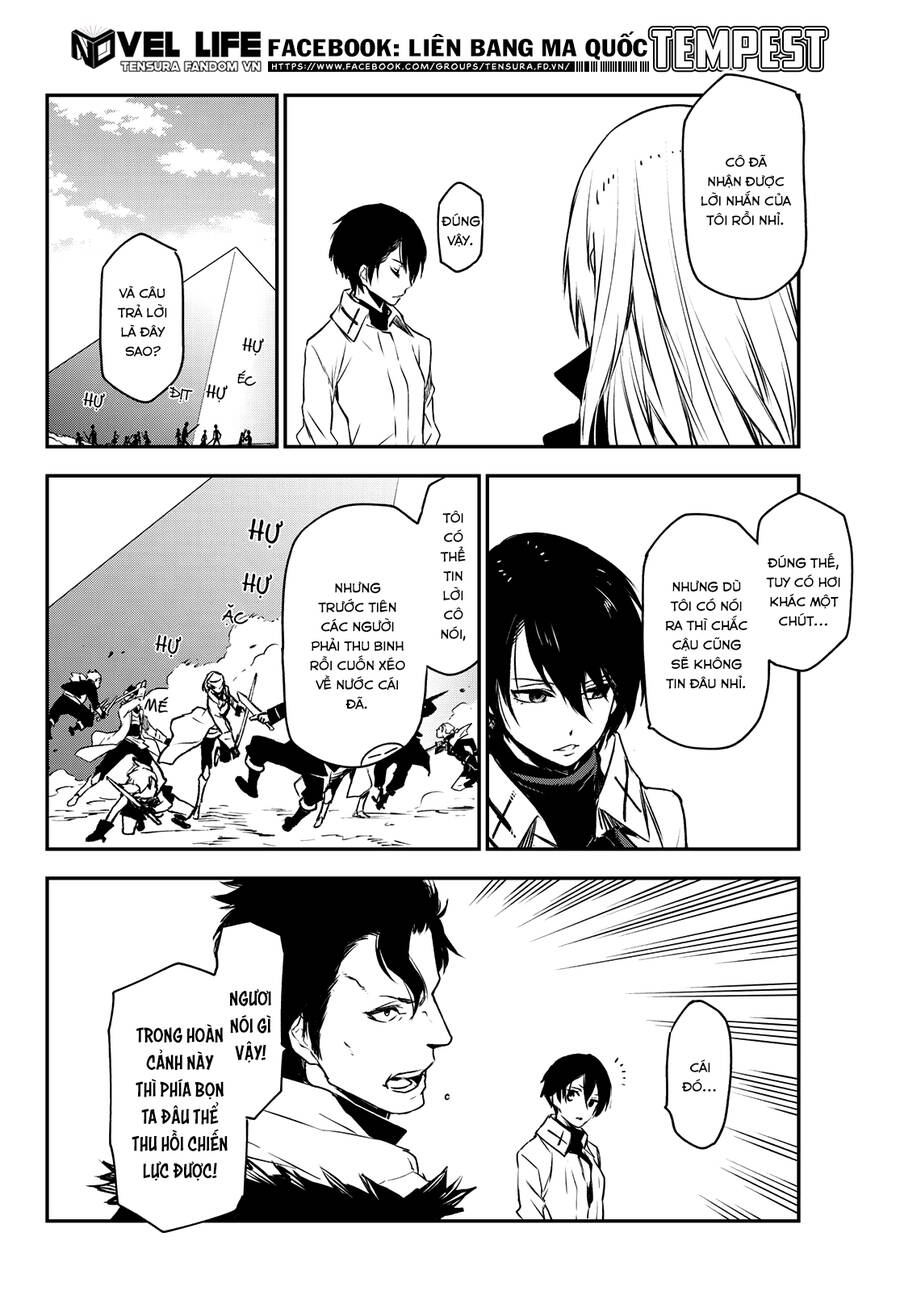 NOVEL LIFE
TENSURA FANDOM VN
FACEBOOK: LIÊN BANG MA QUỐC
HTTPS://WWW.FACEBOOK.COM/GROUPS/TENSURA.FD.VN/
TEMPEST
CÔ ĐÃ
NHẬN ĐƯỢC
LỜI NHẮN CỦA
TÔI RỒI NHỈ.
ĐÚNG
VẬY.
VÀ CÂU
TRẢ LỜI
LÀ ĐÂY
SAO?
HỰ
ẾC
HỰ
ĐỊT
HỰ
ĐÚNG THẾ,
TUY CÓ HƠI
KHÁC MỘT
CHÚT...
NHƯNG DÙ
TÔI CÓ NÓI
RA THÌ CHẮC
CẬU CŨNG
SẼ KHÔNG
TIN ĐÂU NHỈ.
TÔI
CÓ
THỂ
TIN
LỜI
CÔ
NÓI,
NHƯNG
TRƯỚC TIÊN
CÁC NGƯỜI
PHẢI THU BINH
RỒI CUỐN XÉO
VỀ NƯỚC CÁI
ĐÃ.
HỰ
HỰ
ẶC
HỰ
MẾ
CÁI
ĐÓ...
NGƯƠI
NÓI GÌ
VẬY!
TRONG HOÀN
CẢNH NÀY
THÌ PHÍA BỌN
TA ĐÂU THỂ
THU HỒI CHIẾN
LỰC ĐƯỢC!